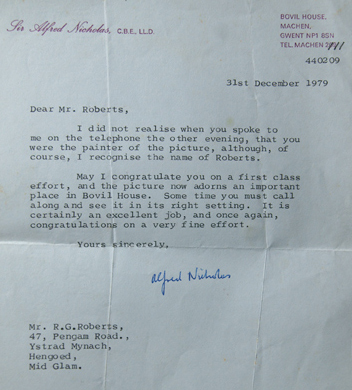 Sir Alfred Nicholas, C.B.E., LL.D.
BOVIL HOUSE,
MACHEN,
GWENT NP1 8SN
TEL. MACHEN
440209
31st December 1979
Dear Mr. Roberts,
I did not realise when you spoke to
me on the telephone the other evening, that you
were the painter of the picture, although, of
course, I recognise the name of Roberts.
May I congratulate you on a first class
effort, and the picture now adorns an important
place in Bovil House. Some time you must call
along and see it in its right setting. It is
certainly an excellent job, and once again,
congratulations on a very fine effort.
Yours sincerely,
Alfred Nicholas
Mr. R.G.Roberts,
47, Pengam Road.,
Ystrad Mynach,
Hengoed,
Mid Glam.